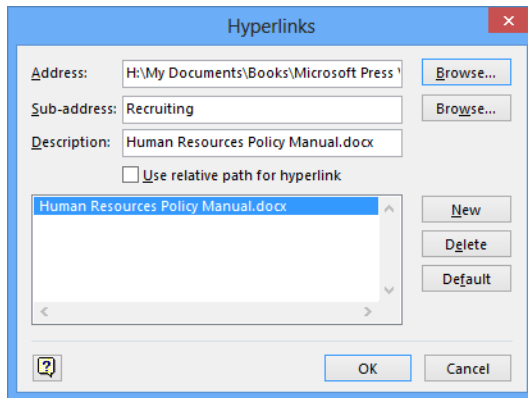 Hyperlinks
Address: H:\My Documents\Books\Microsoft Press Browse...
Sub-address: Recruiting Browse...
Description: Human Resources Policy Manual.docx
Use relative path for hyperlink
Human Resources Policy Manual.docx
New
Delete
Default
OK Cancel